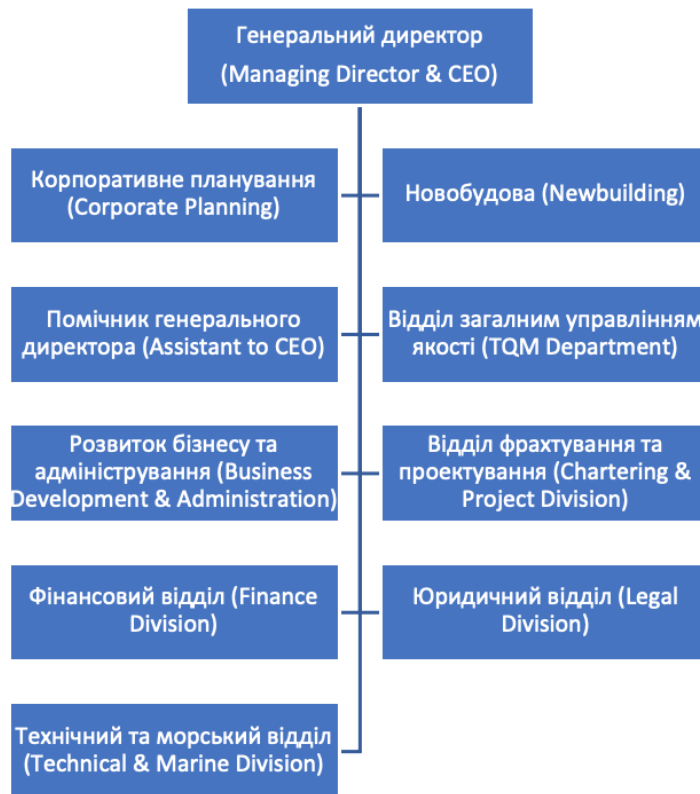 Генеральний директор
(Managing Director & CEO)
Корпоративне планування
(Corporate Planning)
Новобудова (Newbuilding)
Помічник генерального
директора (Assistant to CEO)
Відділ загалним управлінням
якості (TQM Department)
Розвиток бізнесу та
адміністрування (Business
Development & Administration)
Відділ фрахтування та
проектування (Chartering &
Project Division)
Фінансовий відділ (Finance
Division)
Юридичний відділ (Legal
Division)
Технічний та морський відділ
(Technical & Marine Division)